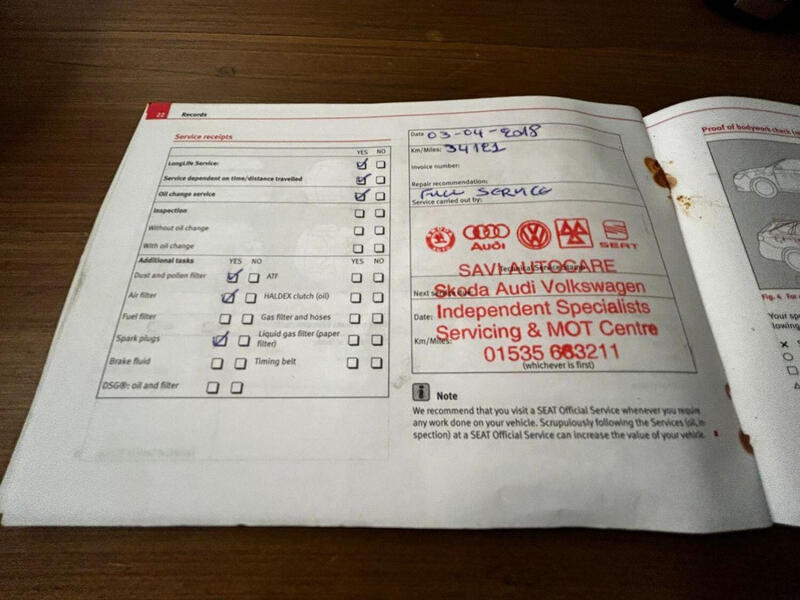 22 Records
Service receipts
YES NO
LongLife Service:
Service dependent on time/distance travelled
Oil change service
Inspection
Without oil change
With oil change
Additional tasks YES NO YES NO
Dust and pollen filter ATF
Air filter HALDEX clutch (oil)
Fuel filter Gas filter and hoses
Spark plugs Liquid gas filter (paper
filter)
Brake fluid Timing belt
DSG®: oil and filter
Date 03-04-2018
Km/Miles: 34121
Invoice number:
Repair recommendation:
FULL SERVICE
Service carried out by:
SKODA
AUDI
SEAT
AUTOCARE
Technical Service Stamp
Next
Skoda Audi Volkswagen
Independent Specialists
Date:
Servicing & MOT Centre
Km/Miles:
01535 663211
(whichever is first)
Note
We recommend that you visit a SEAT Official Service whenever you require
any work done on your vehicle. Scrupulously following the Services (oil, in-
spection) at a SEAT Official Service can increase the value of your vehicle.
Proof of bodywork check
Fig. 4
Your
lowing